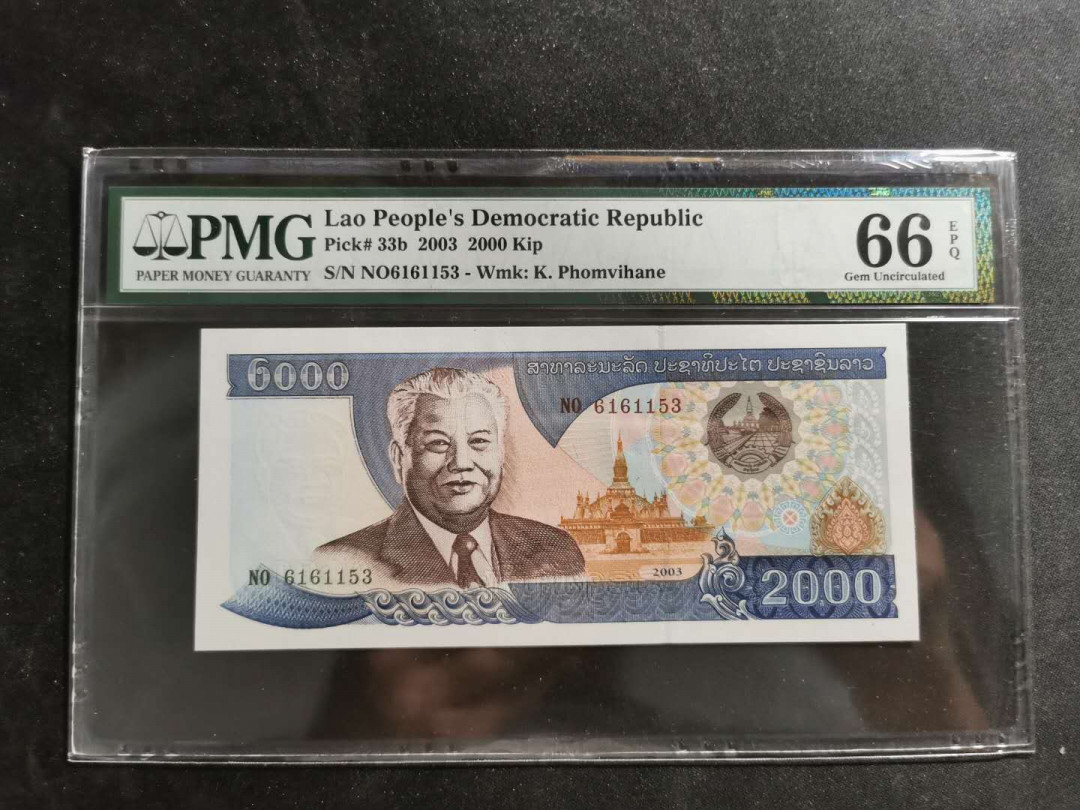 PMG
PAPER MONEY GUARANTY
Lao People's Democratic Republic
Pick# 33b 2003 2000 Kip
S/N NO6161153 - Wmk: K. Phomvihane
66
EPQ
Gem Uncirculated
໒000
ສາທາລະນະລັດ ປະຊາທິປະໄຕ ປະຊາຊົນລາວ
NO 6161153
NO 6161153
2003
2000